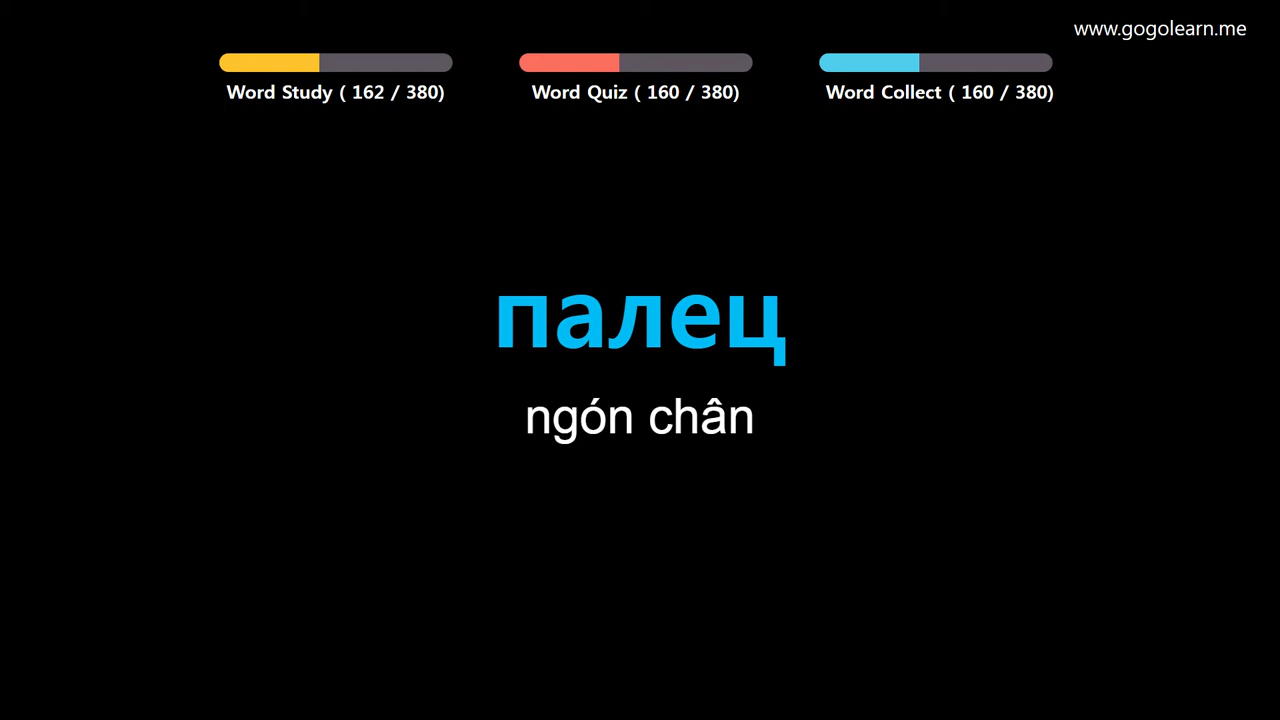 www.gogolearn.me
Word Study ( 162 / 380)
Word Quiz ( 160 / 380)
Word Collect ( 160 / 380)
палец
ngón chân